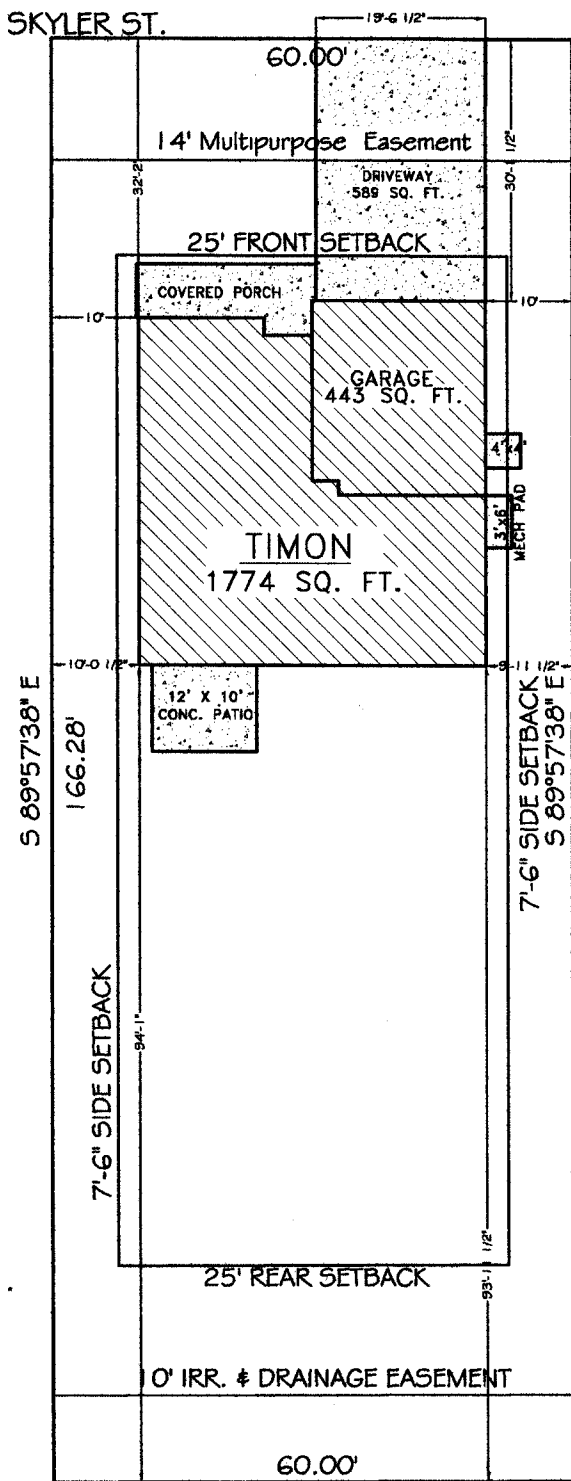 SKYLER ST.
19'-6 1/2"
60.00'
14' Multipurpose Easement
32'-2"
DRIVEWAY
589 SQ. FT.
30'-1 1/2"
25' FRONT SETBACK
COVERED PORCH
10'
10'
GARAGE
443 SQ. FT.
4'x4'
3'x6'
MECH PAD
TIMON
1774 SQ. FT.
10'-0 1/2"
9'-11 1/2"
12' X 10'
CONC. PATIO
S 89°57'38" E
166.28'
7'-6" SIDE SETBACK
S 89°57'38" E
7'-6" SIDE SETBACK
94'-1"
93'-11 1/2"
25' REAR SETBACK
10' IRR. & DRAINAGE EASEMENT
60.00'